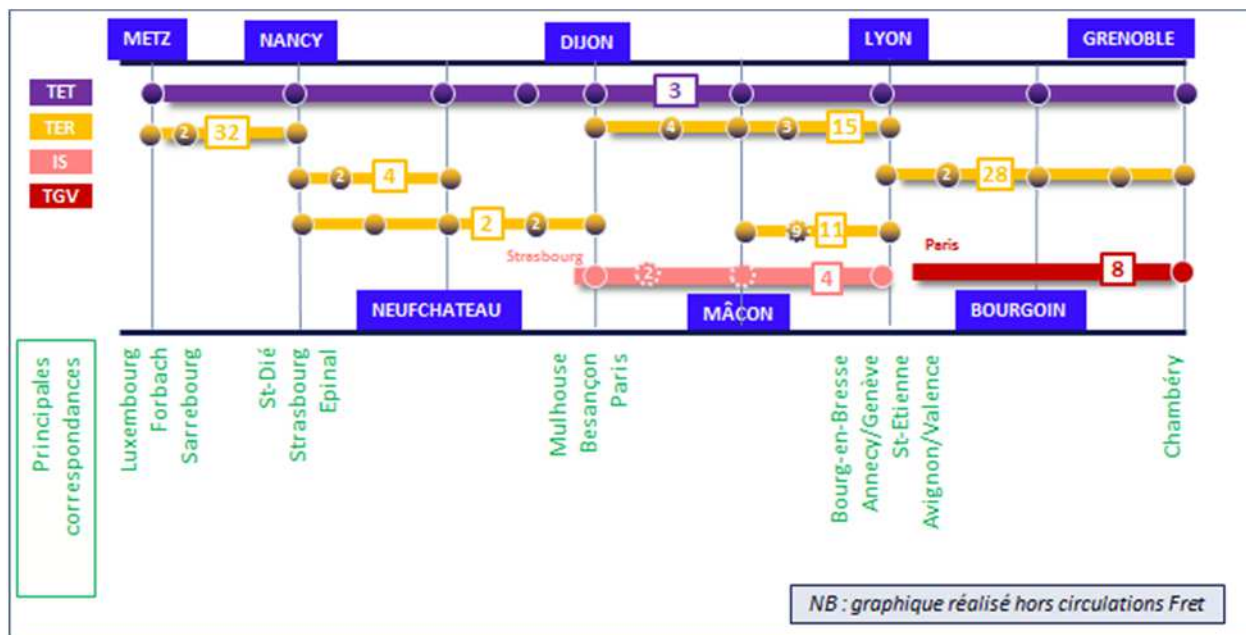 METZ
NANCY
DIJON
LYON
GRENOBLE
TET
3
TER
2
32
4
3
15
IS
2
4
2
28
TGV
2
2
9
11
Strasbourg
2
4
Paris
8
NEUFCHATEAU
MÂCON
BOURGOIN
Principales
correspondances
Luxembourg
Forbach
Sarrebourg
St-Dié
Strasbourg
Epinal
Mulhouse
Besançon
Paris
Bourg-en-Bresse
Annecy/Genève
St-Etienne
Avignon/Valence
Chambéry
NB : graphique réalisé hors circulations Fret